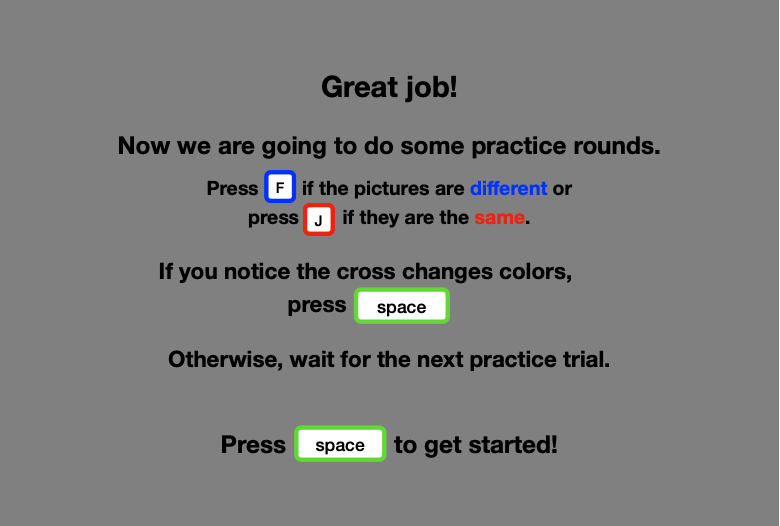 Great job!
Now we are going to do some practice rounds.
Press F if the pictures are different or
press J if they are the same.
If you notice the cross changes colors,
press space
Otherwise, wait for the next practice trial.
Press space to get started!